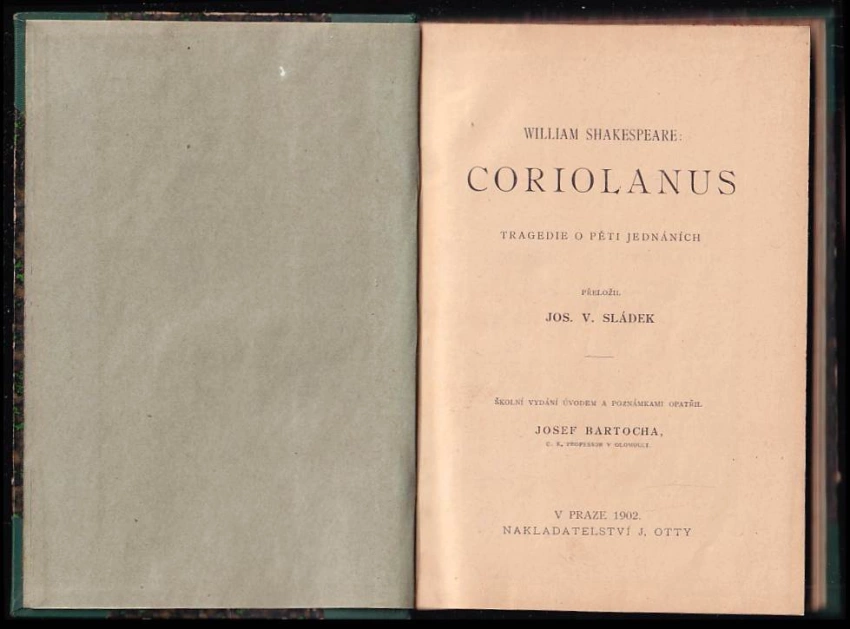 WILLIAM SHAKESPEARE:
CORIOLANUS
TRAGEDIE O PĚTI JEDNÁNÍCH
PŘELOŽIL
JOS. V. SLÁDEK
ŠKOLNÍ VYDÁNÍ ÚVODEM A POZNÁMKAMI OPATŘIL
JOSEF BARTOCHA,
C. K. PROFESSOR V OLOMOUCI.
V PRAZE 1902.
NAKLADATELSTVÍ J. OTTY